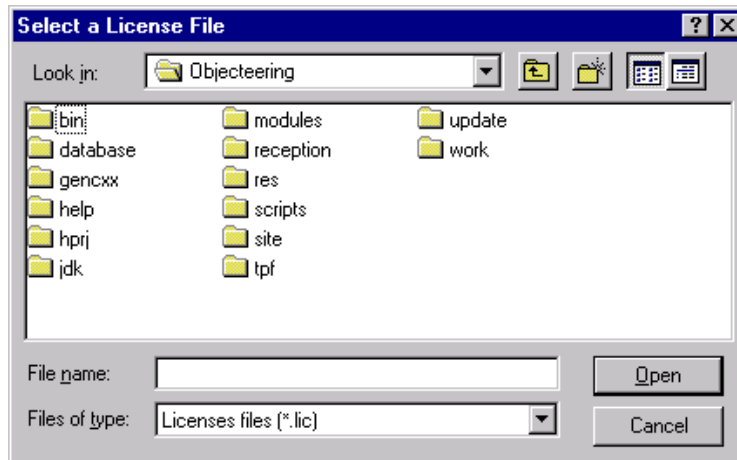 Select a License File
Look in: Objecteering
bin modules update
database reception work
gencxx res
help scripts
hprj site
jdk tpf
File name: Open
Files of type: Licenses files (*.lic) Cancel